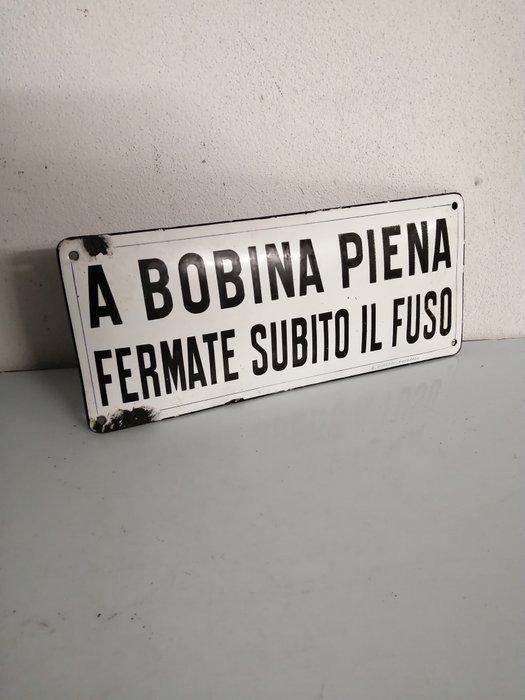 A BOBINA PIENA
FERMATE SUBITO IL FUSO